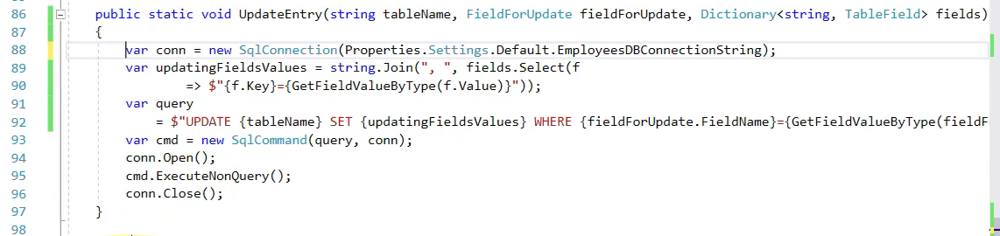 86 public static void UpdateEntry(string tableName, FieldForUpdate fieldForUpdate, Dictionary<string, TableField> fields)
87 {
88 var conn = new SqlConnection(Properties.Settings.Default.EmployeesDBConnectionString);
89 var updatingFieldsValues = string.Join(", ", fields.Select(f
90 => $"{f.Key}={GetFieldValueByType(f.Value)}"));
91 var query
92 = $"UPDATE {tableName} SET {updatingFieldsValues} WHERE {fieldForUpdate.FieldName}={GetFieldValueByType(fieldF
93 var cmd = new SqlCommand(query, conn);
94 conn.Open();
95 cmd.ExecuteNonQuery();
96 conn.Close();
97 }
98